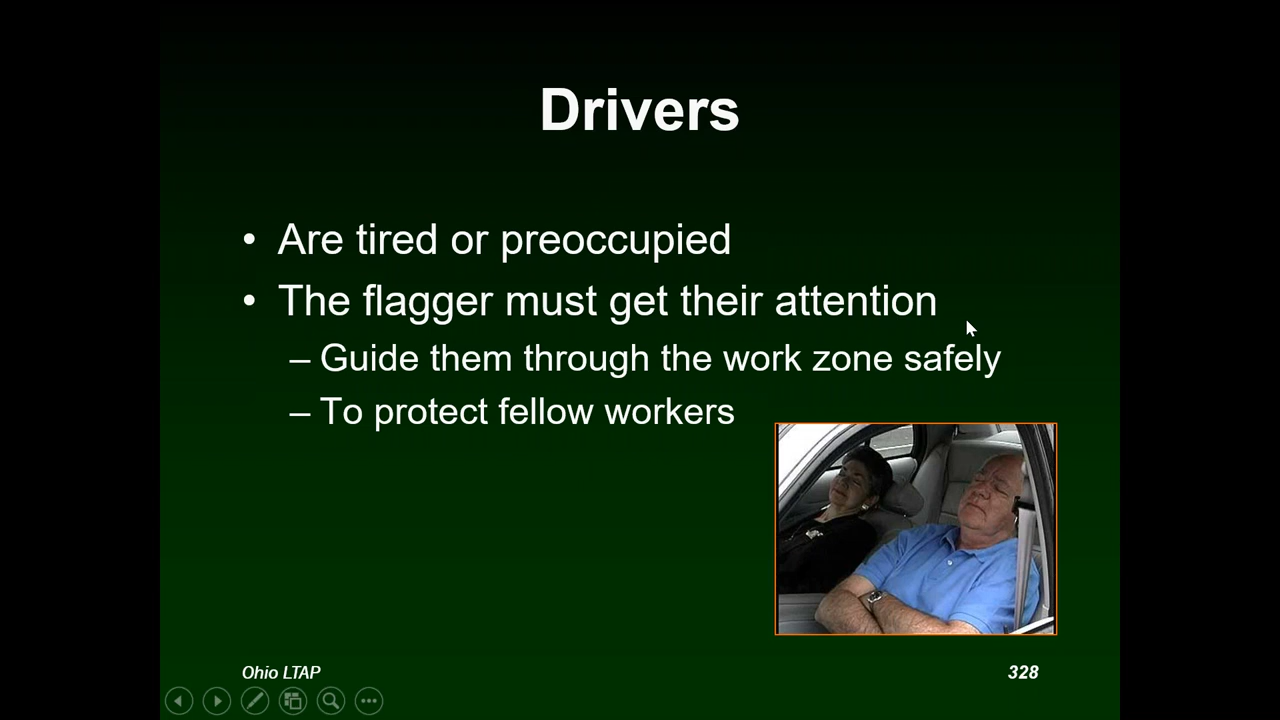 Drivers
• Are tired or preoccupied
• The flagger must get their attention
– Guide them through the work zone safely
– To protect fellow workers
Ohio LTAP
328